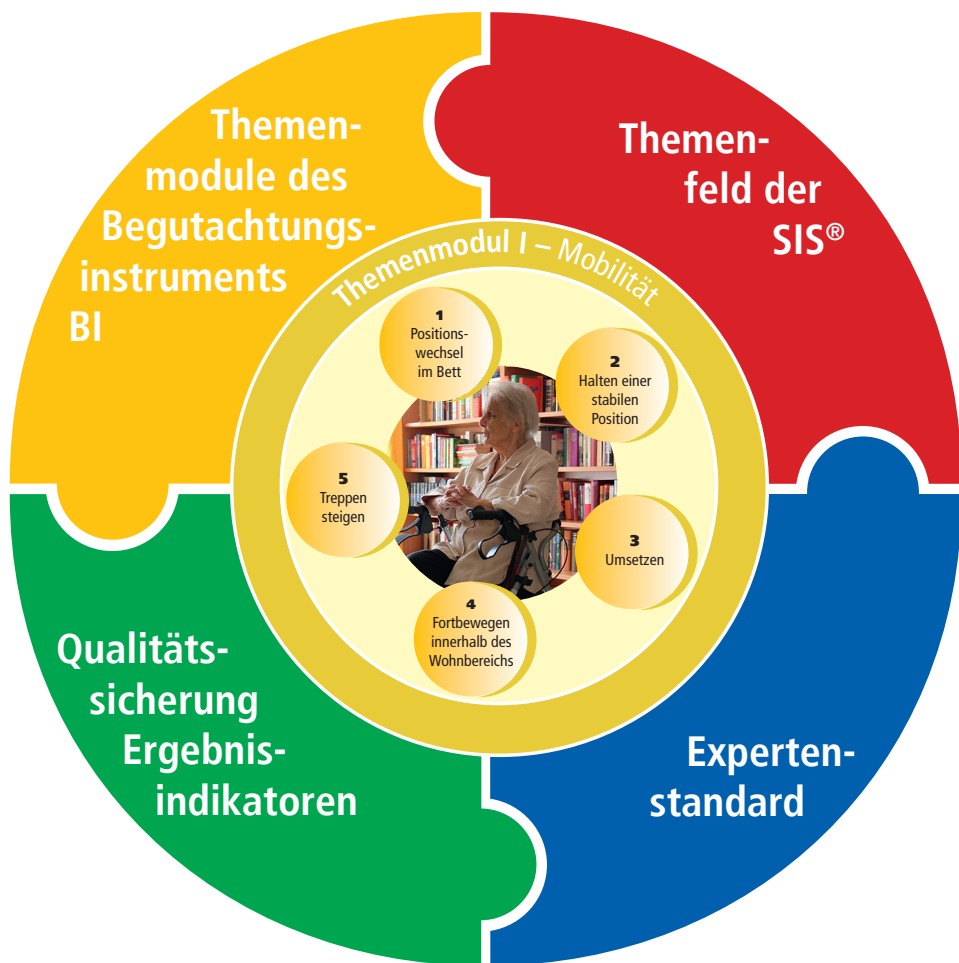 Themen-
module des
Begutachtungs-
instruments
BI
Themen-
feld der
SIS®
Themenmodul I – Mobilität
1
Positions-
wechsel
im Bett
2
Halten einer
stabilen
Position
3
Umsetzen
4
Fortbewegen
innerhalb des
Wohnbereichs
5
Treppen
steigen
Qualitäts-
sicherung
Ergebnis-
indikatoren
Experten-
standard